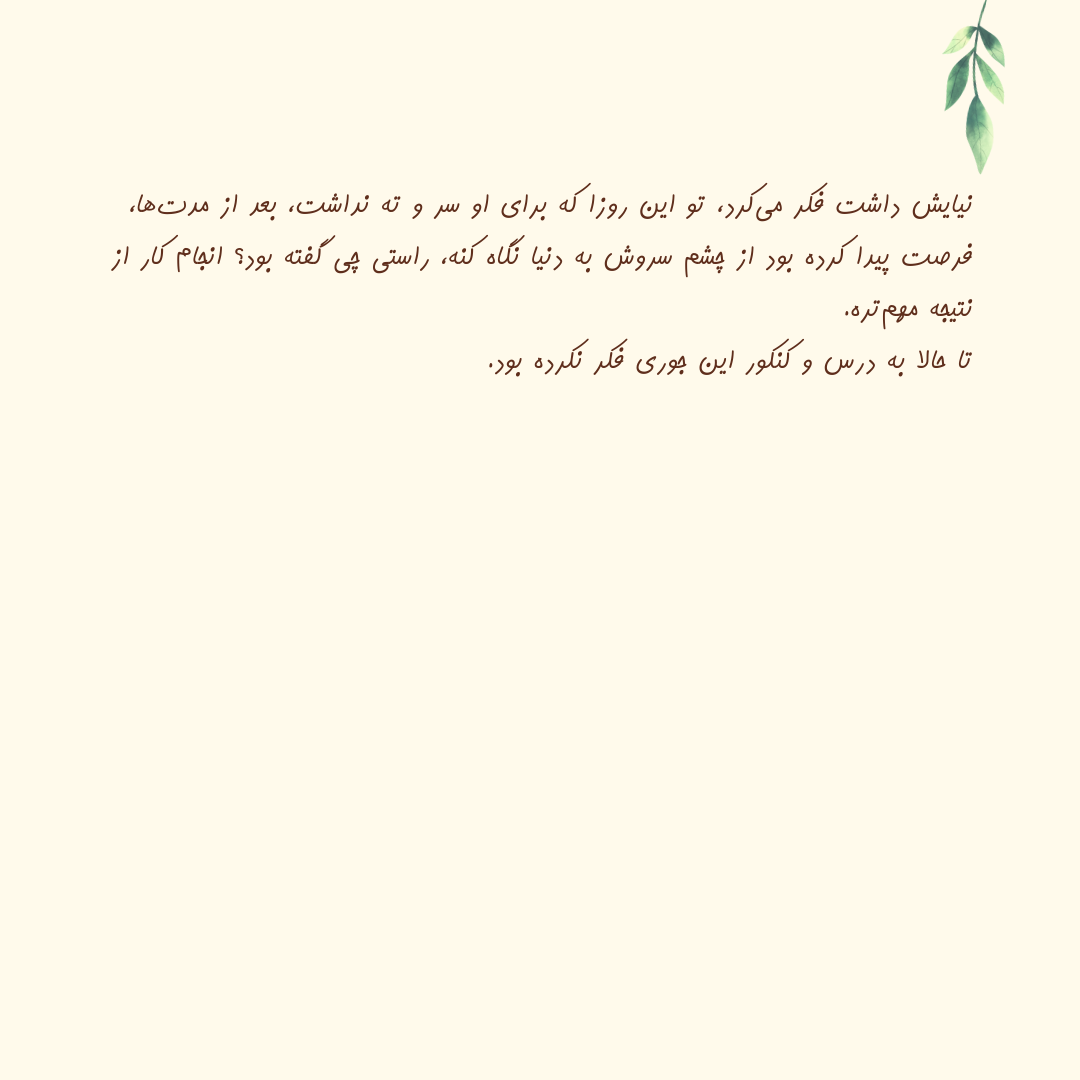 نیایش داشت فکر می‌کرد، تو این روزا که برای او سر و ته نداشت، بعد از مدت‌ها،
فرصت پیدا کرده بود از چشم سروش به دنیا نگاه کنه، راستی چی گفته بود؟ انجام کار از
نتیجه مهم‌تره.
تا حالا به درس و کنکور این جوری فکر نکرده بود.